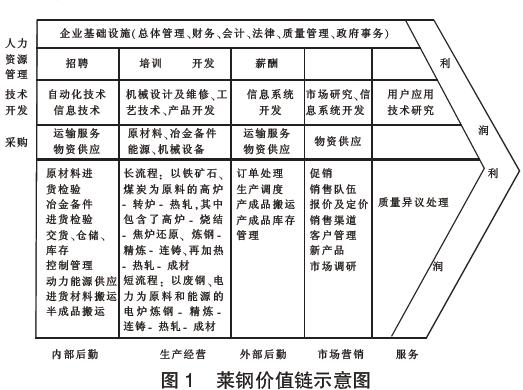 企业基础设施(总体管理、财务、会计、法律、质量管理、政府事务)
人力
资源
管理
招聘
培训 开发
薪酬
技术
开发
自动化技术
信息技术
机械设计及维修、工
艺技术、产品开发
信息系统
开发
市场研究、信
息系统开发
用户应用
技术研究
采购
运输服务
物资供应
原材料、冶金备件
能源、机械设备
运输服务
物资供应
物资供应
原材料进
货检验
冶金备件
进货检验
交货、仓储、
库存
控制管理
动力能源供应
进货材料搬运
半成品搬运
长流程：以铁矿石、
煤炭为原料的高炉
- 转炉 - 热轧,其中
包含了高炉 - 烧结
- 焦炉还原、炼钢 -
精炼 - 连铸、再加热
- 热轧 - 成材
短流程：以废钢、电
力为原料和能源的
电炉炼钢 - 精炼 -
连铸 - 热轧 - 成材
订单处理
生产调度
产成品搬运
产成品库存
管理
促销
销售队伍
报价及定价
销售渠道
客户管理
新产品
市场调研
质量异议处理
利
润
利
润
内部后勤
生产经营
外部后勤
市场营销
服务
图 1 莱钢价值链示意图